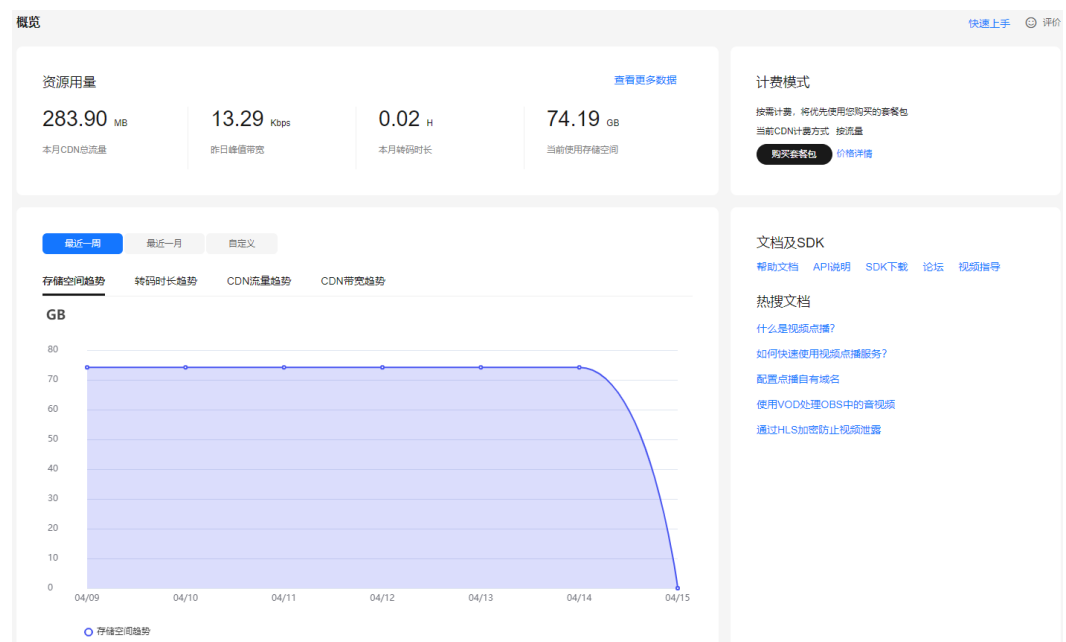 概览
快速上手 评价
资源用量 查看更多数据
283.90 MB 13.29 Kbps 0.02 H 74.19 GB
本月CDN总流量 昨日峰值带宽 本月转码时长 当前使用存储空间
计费模式
按需计费,将优先使用您购买的套餐包
当前CDN计费方式 按流量
购买套餐包 价格详情
最近一周 最近一月 自定义
存储空间趋势 转码时长趋势 CDN流量趋势 CDN带宽趋势
GB
80
70
60
50
40
30
20
10
0
04/09 04/10 04/11 04/12 04/13 04/14 04/15
存储空间趋势
文档及SDK
帮助文档 API说明 SDK下载 论坛 视频指导
热搜文档
什么是视频点播?
如何快速使用视频点播服务?
配置点播自有域名
使用VOD处理OBS中的音视频
通过HLS加密防止视频泄露